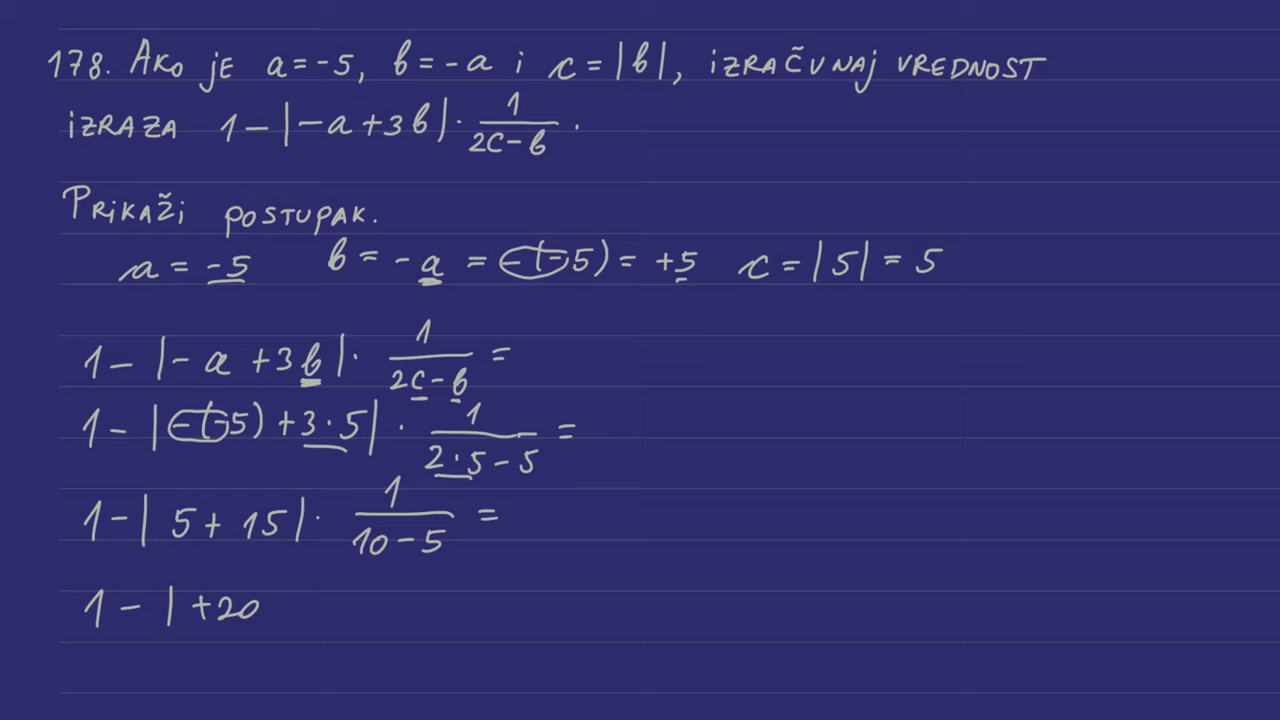 178. Ako je a = -5, b = -a i c = |b|, izračunaj vrednost
izraza 1 - |-a + 3b| · 1/(2c - b).
Prikaži postupak.
a = -5 b = -a = -(-5) = +5 c = |5| = 5
1 - |-a + 3b| · 1/(2c - b) =
1 - |-(-5) + 3·5| · 1/(2·5 - 5) =
1 - |5 + 15| · 1/(10 - 5) =
1 - |+20